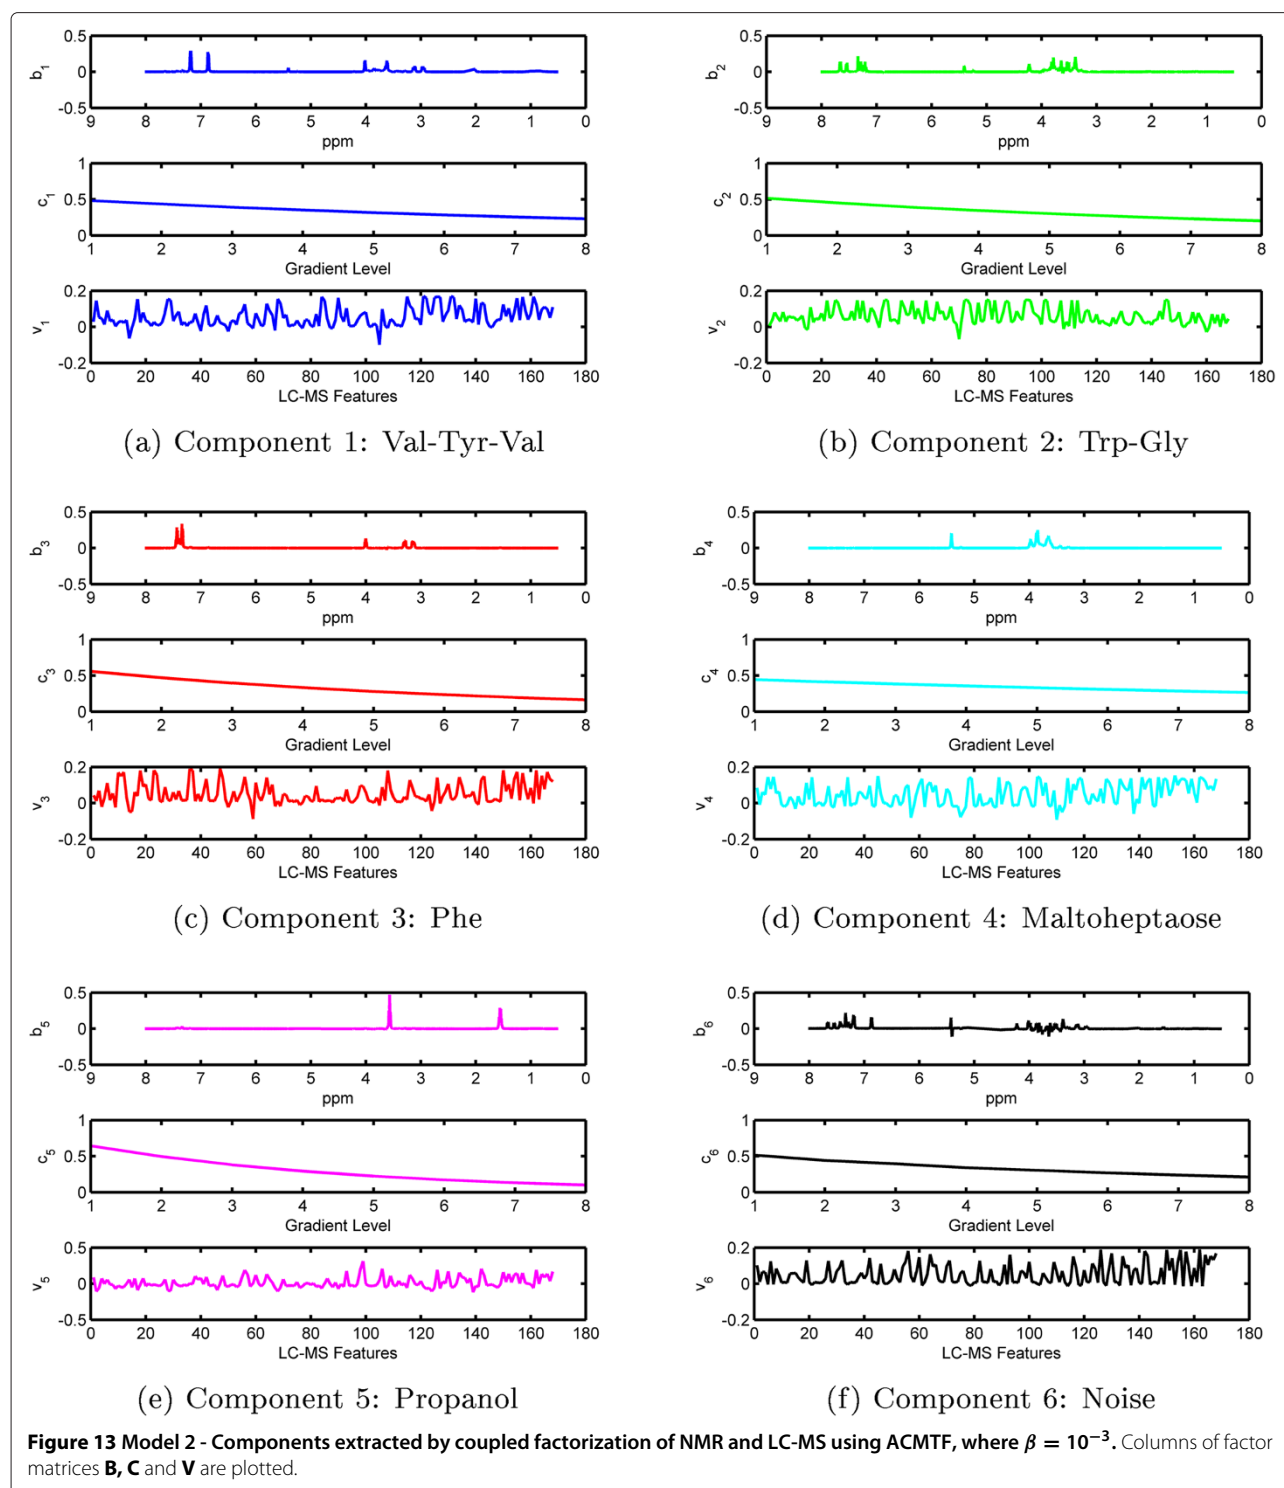 0.5
0
-0.5
b1
9 8 7 6 5 4 3 2 1 0
ppm
1
0.5
0
c1
1 2 3 4 5 6 7 8
Gradient Level
0.2
0
-0.2
v1
0 20 40 60 80 100 120 140 160 180
LC-MS Features
(a) Component 1: Val-Tyr-Val
0.5
0
-0.5
b2
9 8 7 6 5 4 3 2 1 0
ppm
1
0.5
0
c2
1 2 3 4 5 6 7 8
Gradient Level
0.2
0
-0.2
v2
0 20 40 60 80 100 120 140 160 180
LC-MS Features
(b) Component 2: Trp-Gly
0.5
0
-0.5
b3
9 8 7 6 5 4 3 2 1 0
ppm
1
0.5
0
c3
1 2 3 4 5 6 7 8
Gradient Level
0.2
0
-0.2
v3
0 20 40 60 80 100 120 140 160 180
LC-MS Features
(c) Component 3: Phe
0.5
0
-0.5
b4
9 8 7 6 5 4 3 2 1 0
ppm
1
0.5
0
c4
1 2 3 4 5 6 7 8
Gradient Level
0.2
0
-0.2
v4
0 20 40 60 80 100 120 140 160 180
LC-MS Features
(d) Component 4: Maltoheptaose
0.5
0
-0.5
b5
9 8 7 6 5 4 3 2 1 0
ppm
1
0.5
0
c5
1 2 3 4 5 6 7 8
Gradient Level
0.5
0
-0.5
v5
0 20 40 60 80 100 120 140 160 180
LC-MS Features
(e) Component 5: Propanol
0.5
0
-0.5
b6
9 8 7 6 5 4 3 2 1 0
ppm
1
0.5
0
c6
1 2 3 4 5 6 7 8
Gradient Level
0.2
0
-0.2
v6
0 20 40 60 80 100 120 140 160 180
LC-MS Features
(f) Component 6: Noise
Figure 13 Model 2 - Components extracted by coupled factorization of NMR and LC-MS using ACMTF, where β = 10⁻³. Columns of factor
matrices B, C and V are plotted.